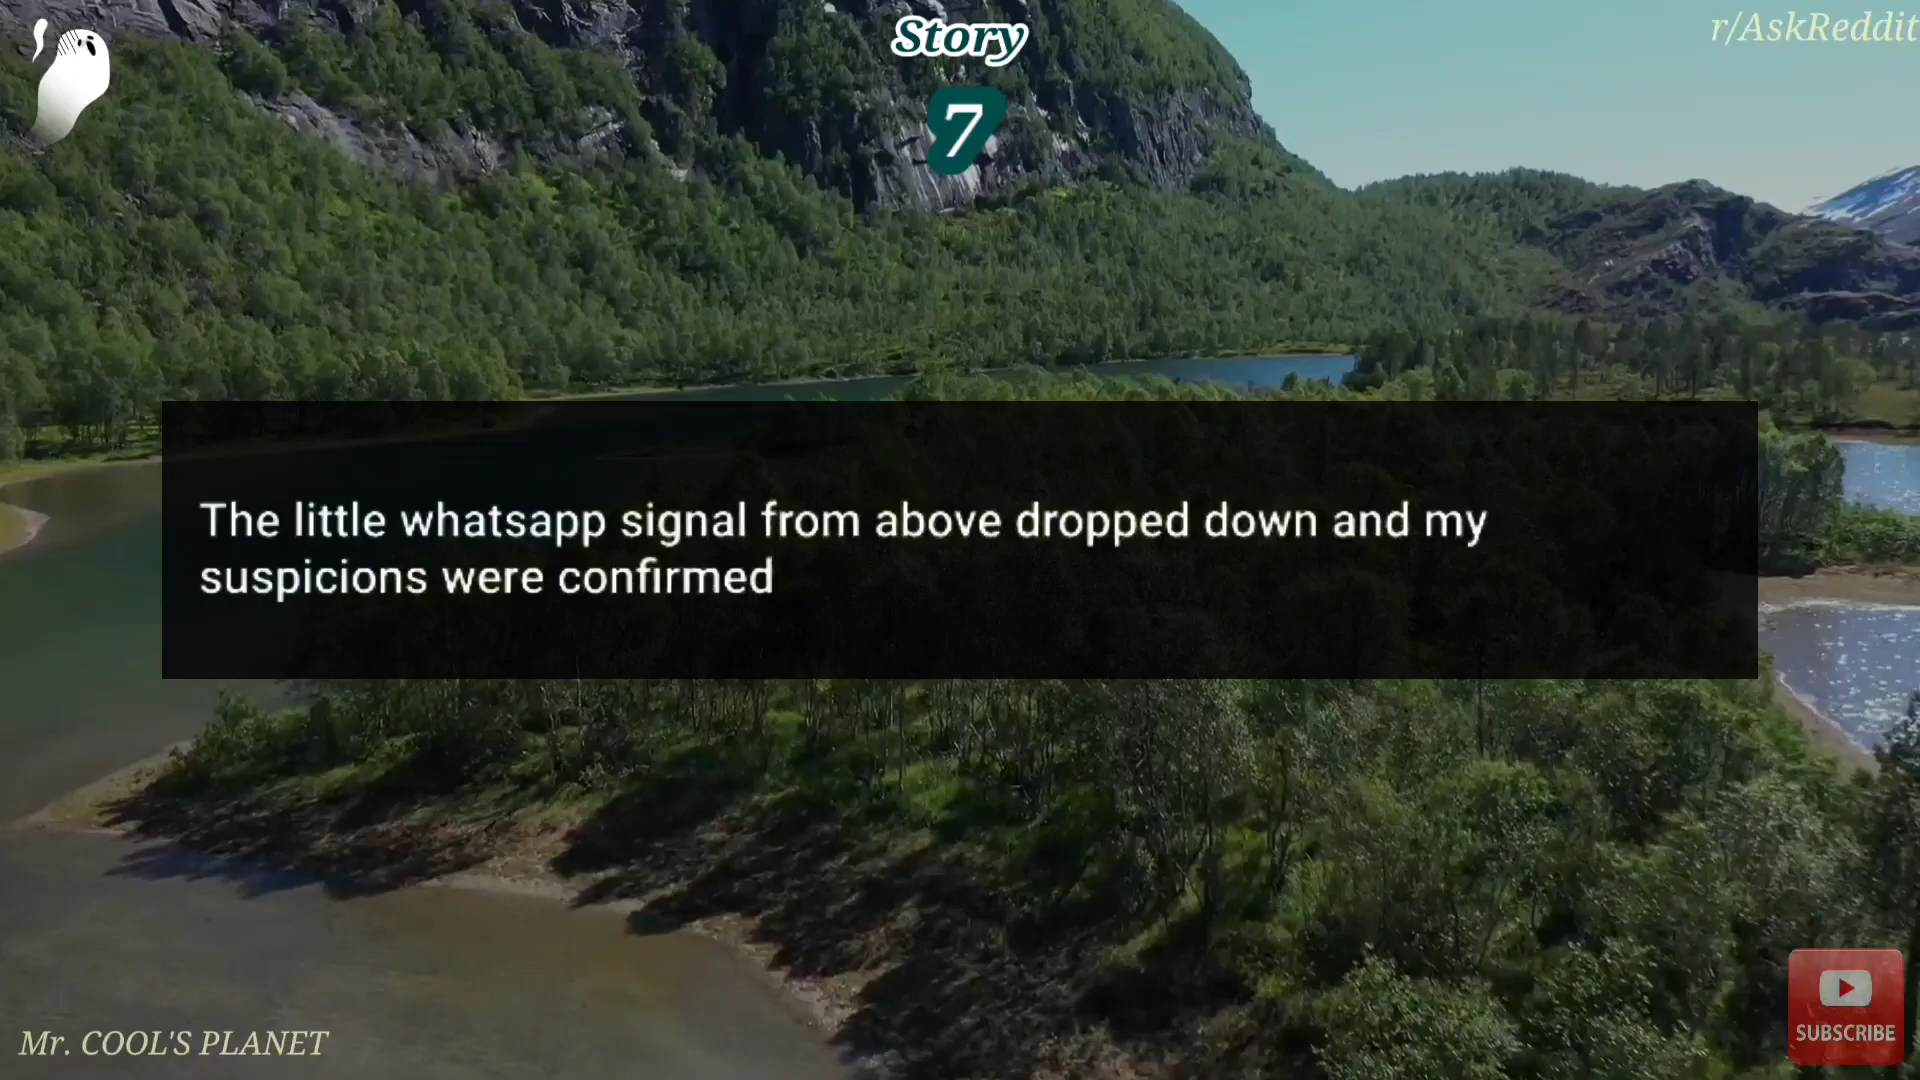 Story
r/AskReddit
7
The little whatsapp signal from above dropped down and my
suspicions were confirmed
SUBSCRIBE
Mr. COOL'S PLANET